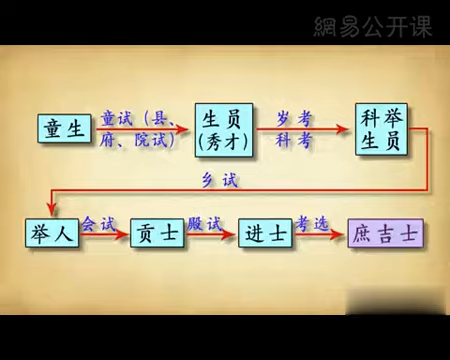 網易公开课
童生
童试（县、
府、院试）
生员
(秀才)
岁考
科考
科举
生员
乡试
举人
会试
贡士
殿试
进士
考选
庶吉士